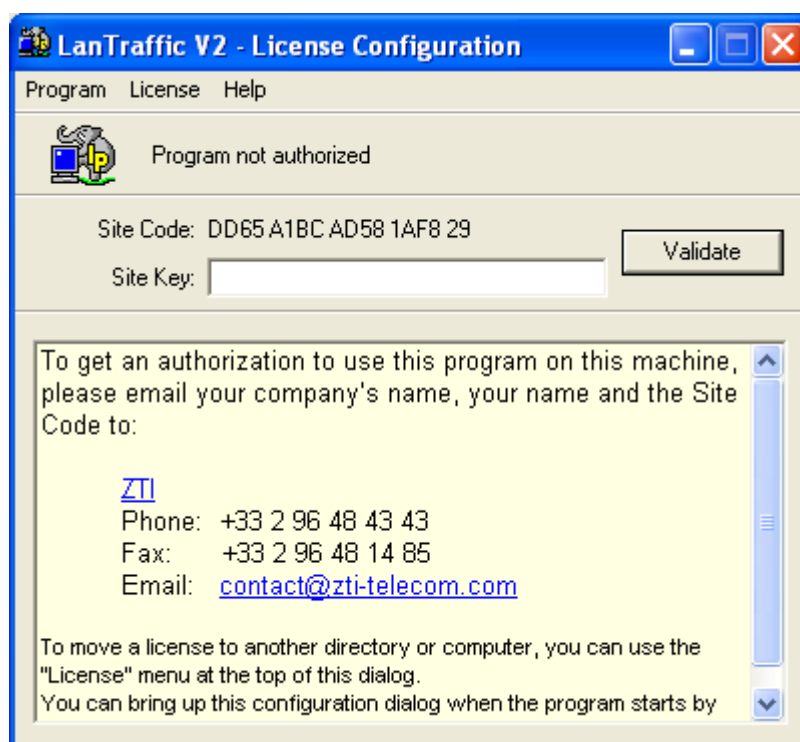 LanTraffic V2 - License Configuration
Program License Help
Program not authorized
Site Code: DD65 A1BC AD58 1AF8 29
Validate
Site Key:
To get an authorization to use this program on this machine,
please email your company's name, your name and the Site
Code to:
ZTI
Phone: +33 2 96 48 43 43
Fax: +33 2 96 48 14 85
Email: contact@zti-telecom.com
To move a license to another directory or computer, you can use the
"License" menu at the top of this dialog.
You can bring up this configuration dialog when the program starts by